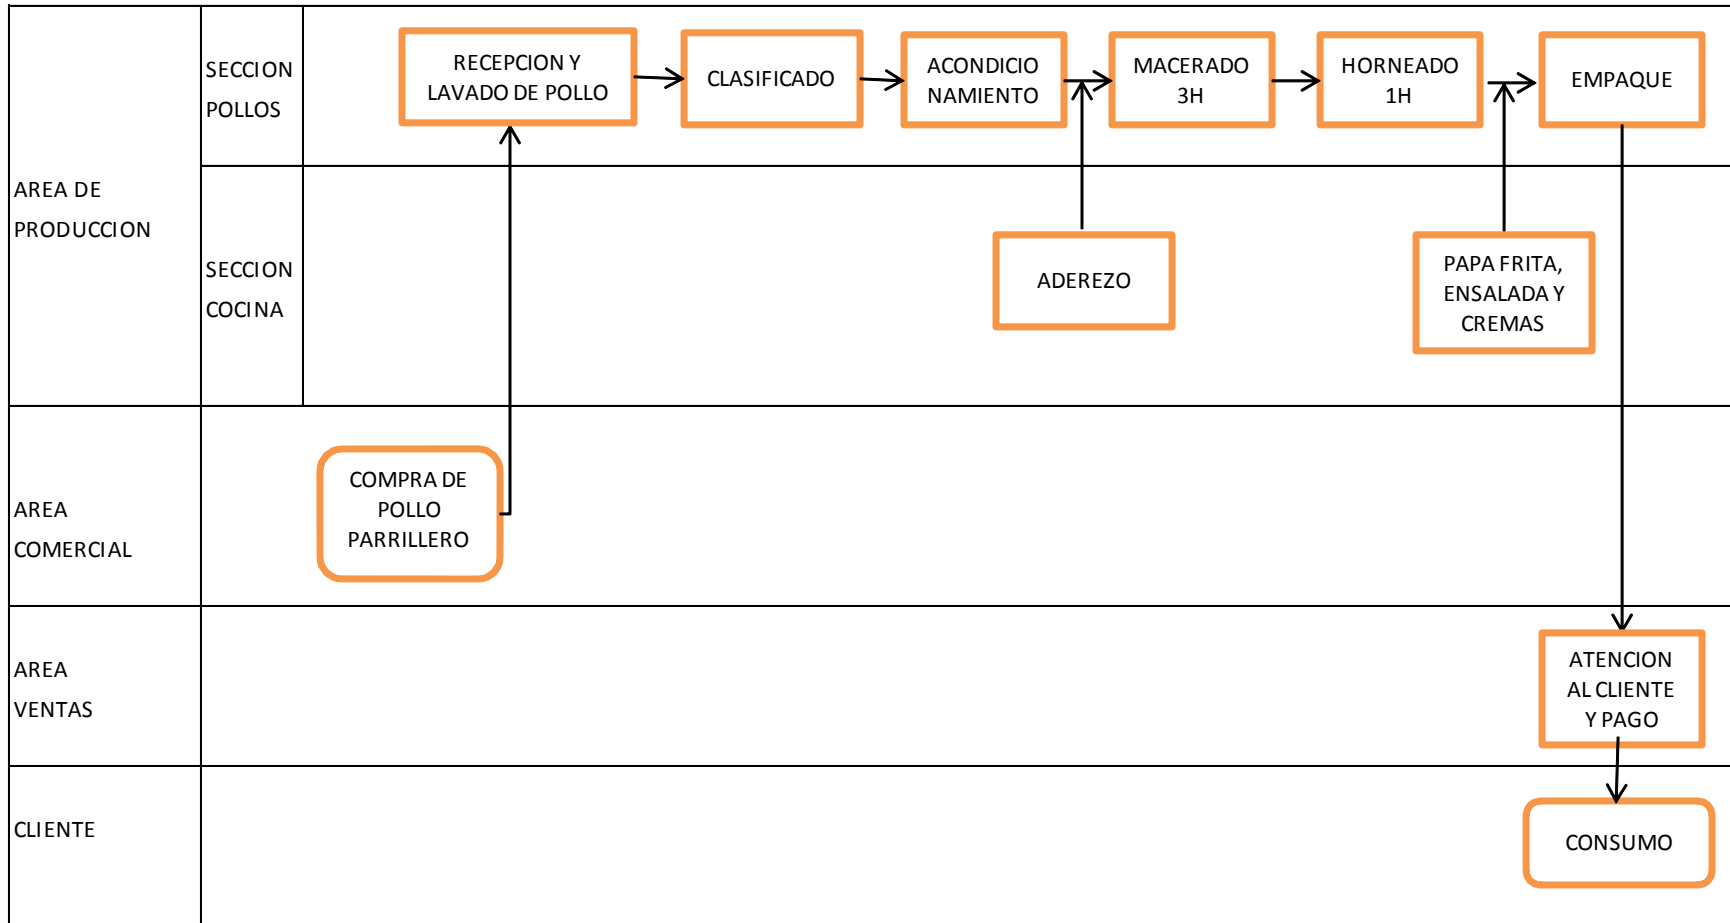 AREA DE
PRODUCCION
SECCION
POLLOS
RECEPCION Y
LAVADO DE POLLO
CLASIFICADO
ACONDICIO
NAMIENTO
MACERADO
3H
HORNEADO
1H
EMPAQUE
SECCION
COCINA
ADEREZO
PAPA FRITA,
ENSALADA Y
CREMAS
AREA
COMERCIAL
COMPRA DE
POLLO
PARRILLERO
AREA
VENTAS
ATENCION
AL CLIENTE
Y PAGO
CLIENTE
CONSUMO